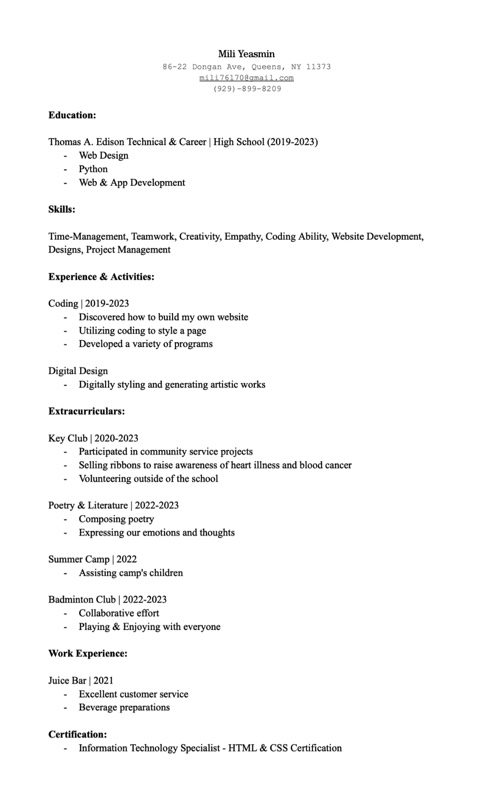 Mili Yeasmin
86-22 Dongan Ave, Queens, NY 11373
mili76170@gmail.com
(929)-899-8209
Education:
Thomas A. Edison Technical & Career | High School (2019-2023)
- Web Design
- Python
- Web & App Development
Skills:
Time-Management, Teamwork, Creativity, Empathy, Coding Ability, Website Development,
Designs, Project Management
Experience & Activities:
Coding | 2019-2023
- Discovered how to build my own website
- Utilizing coding to style a page
- Developed a variety of programs
Digital Design
- Digitally styling and generating artistic works
Extracurriculars:
Key Club | 2020-2023
- Participated in community service projects
- Selling ribbons to raise awareness of heart illness and blood cancer
- Volunteering outside of the school
Poetry & Literature | 2022-2023
- Composing poetry
- Expressing our emotions and thoughts
Summer Camp | 2022
- Assisting camp's children
Badminton Club | 2022-2023
- Collaborative effort
- Playing & Enjoying with everyone
Work Experience:
Juice Bar | 2021
- Excellent customer service
- Beverage preparations
Certification:
- Information Technology Specialist - HTML & CSS Certification